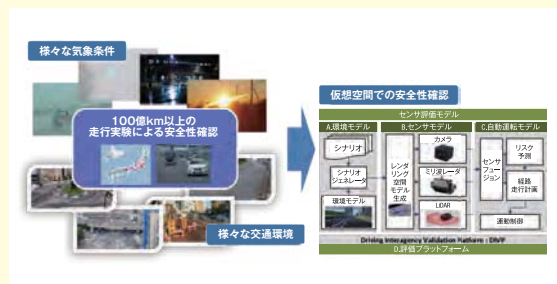 様々な気象条件
100億km以上の
走行実験による安全性確認
様々な交通環境
仮想空間での安全性確認
センサ評価モデル
A.環境モデル
シナリオ
シナリオ
ジェネレータ
環境モデル
B.センサモデル
レンダ
リング
空間
モデル
生成
カメラ
ミリ波レーダ
LiDAR
C.自動運転モデル
センサ
フュー
ジョン
リスク
予測
経路
走行計画
運動制御
Driving Interagency Validation Platform : DIVP
D.評価プラットフォーム